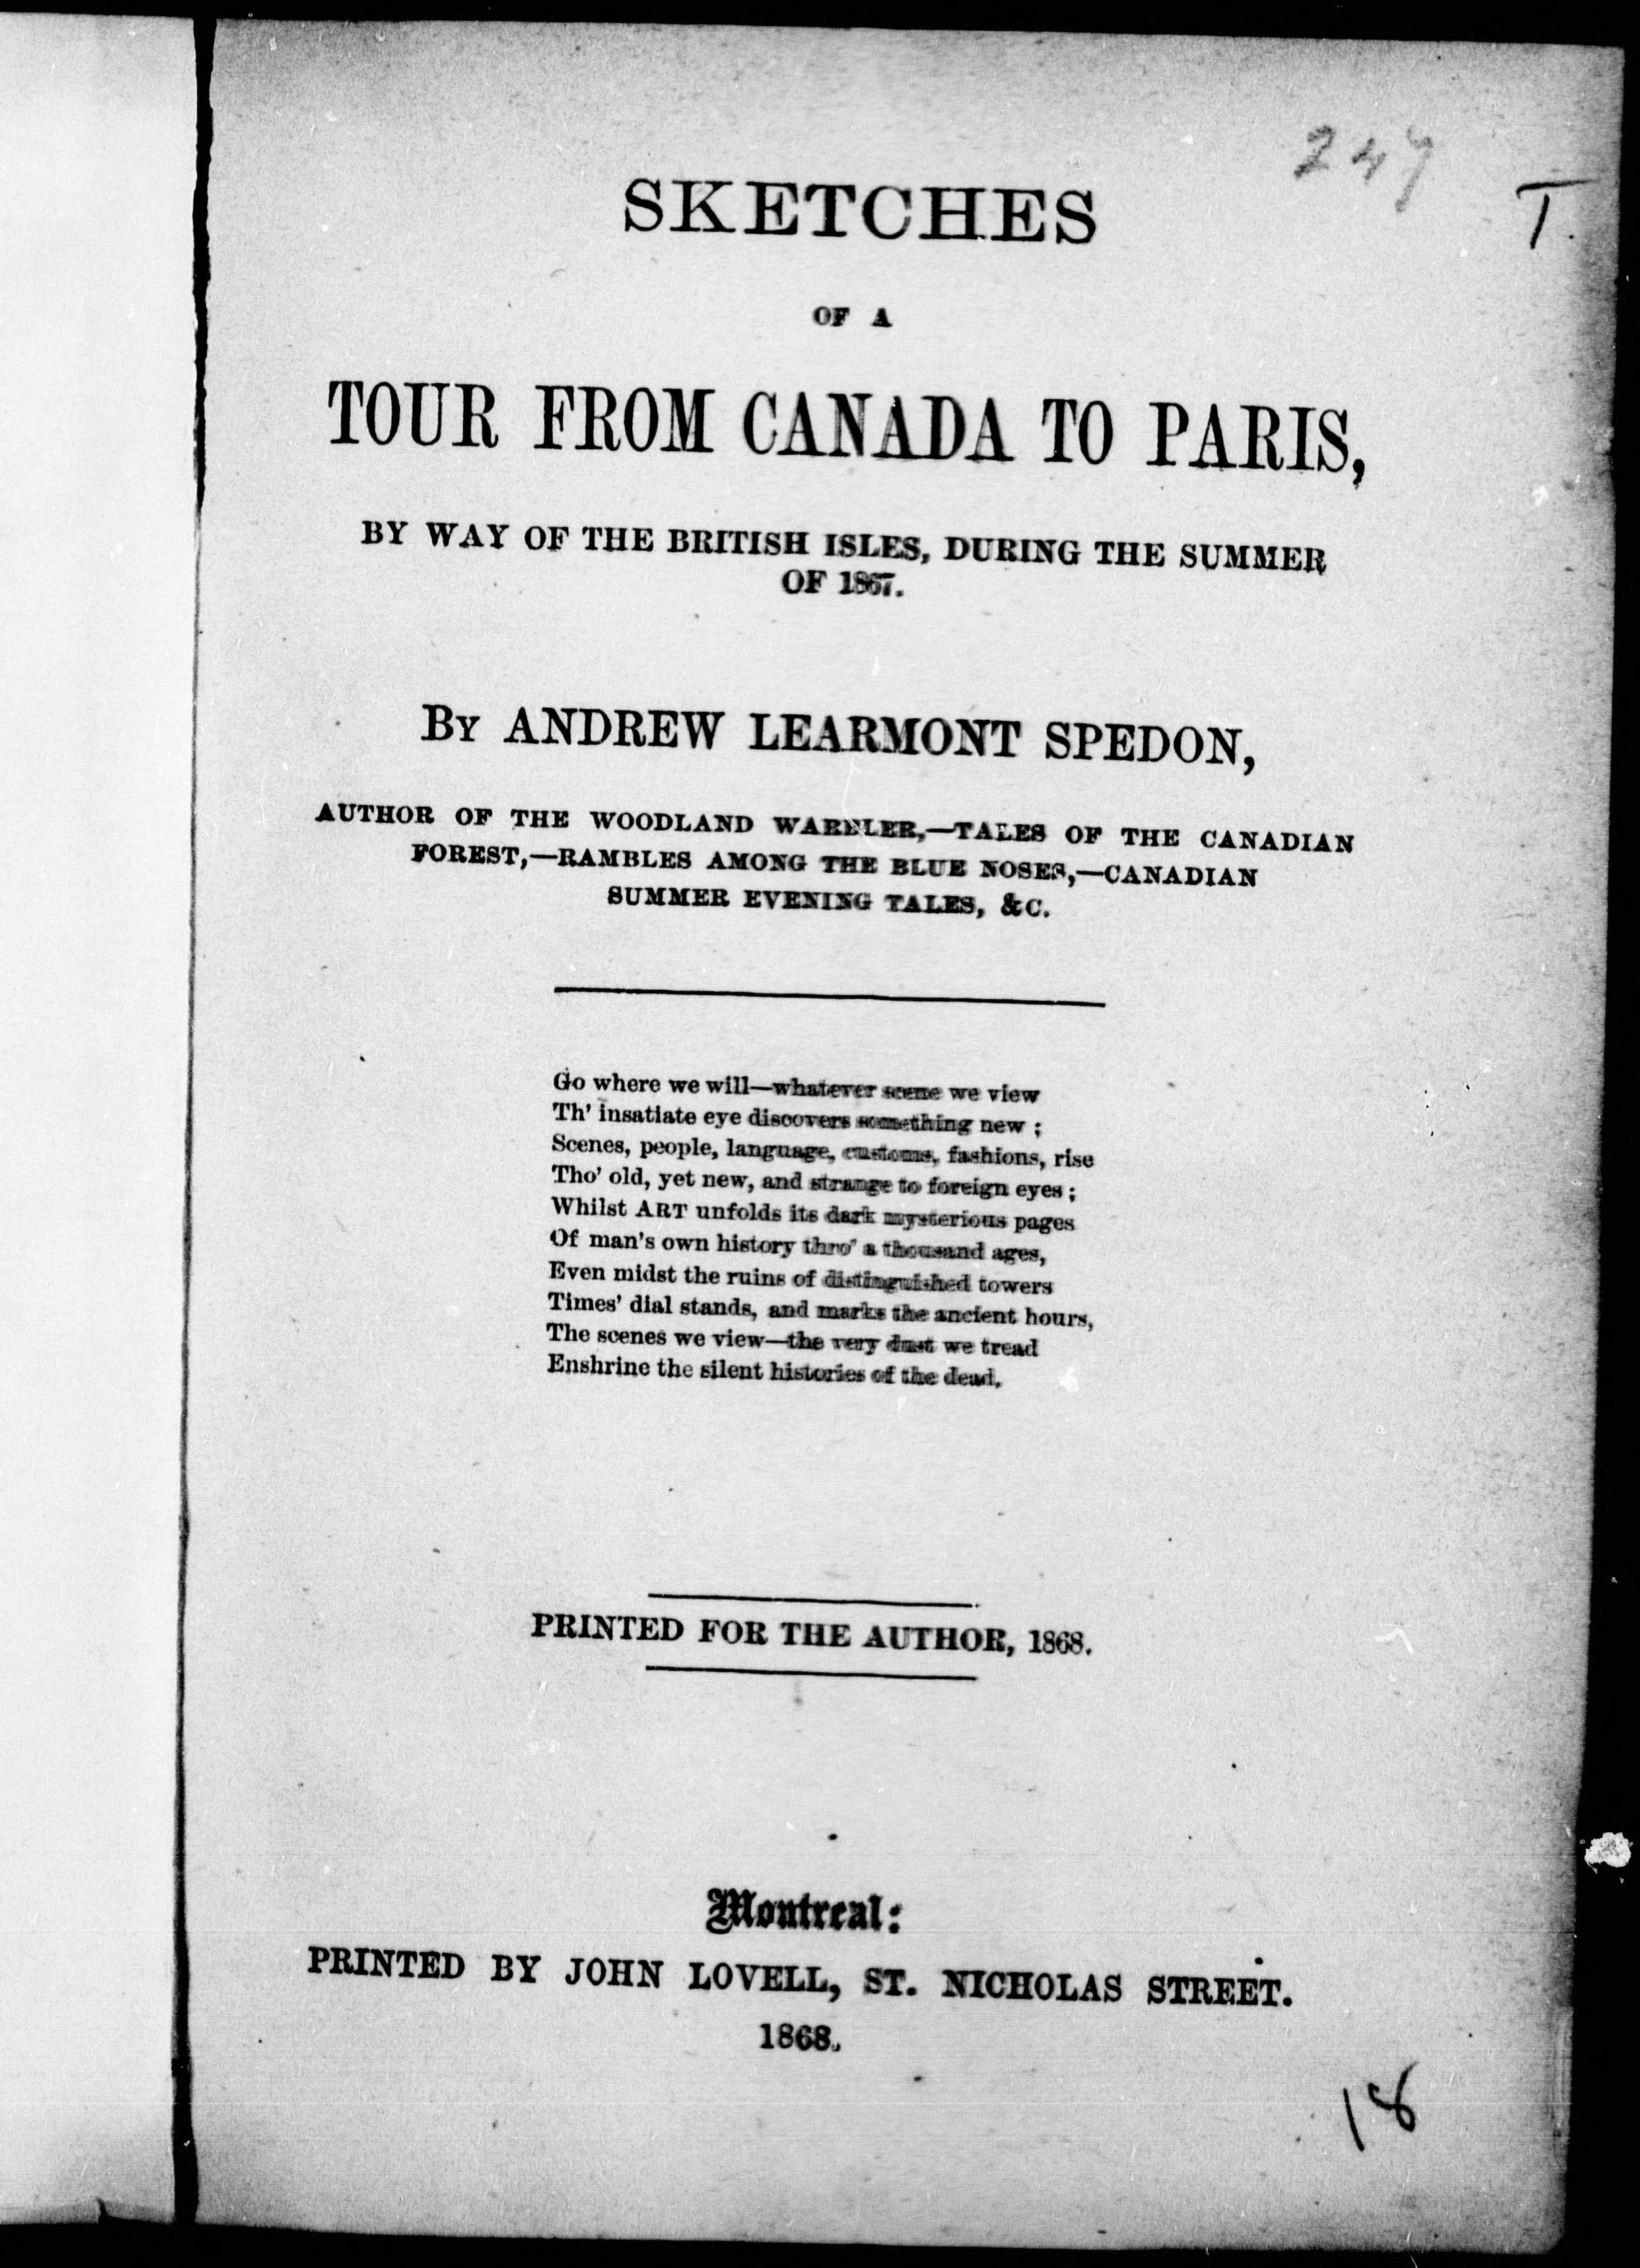 249
T.
SKETCHES
OF A
TOUR FROM CANADA TO PARIS,
BY WAY OF THE BRITISH ISLES, DURING THE SUMMER
OF 1867.
By ANDREW LEARMONT SPEDON,
AUTHOR OF THE WOODLAND WARBLER,—TALES OF THE CANADIAN
FOREST,—RAMBLES AMONG THE BLUE NOSES,—CANADIAN
SUMMER EVENING TALES, &C.
Go where we will—whatever scene we view
Th' insatiate eye discovers something new ;
Scenes, people, language, customs, fashions, rise
Tho' old, yet new, and strange to foreign eyes ;
Whilst ART unfolds its dark mysterious pages
Of man's own history thro' a thousand ages,
Even midst the ruins of distinguished towers
Times' dial stands, and marks the ancient hours,
The scenes we view—the very dust we tread
Enshrine the silent histories of the dead.
PRINTED FOR THE AUTHOR, 1868.
Montreal:
PRINTED BY JOHN LOVELL, ST. NICHOLAS STREET.
1868.
18